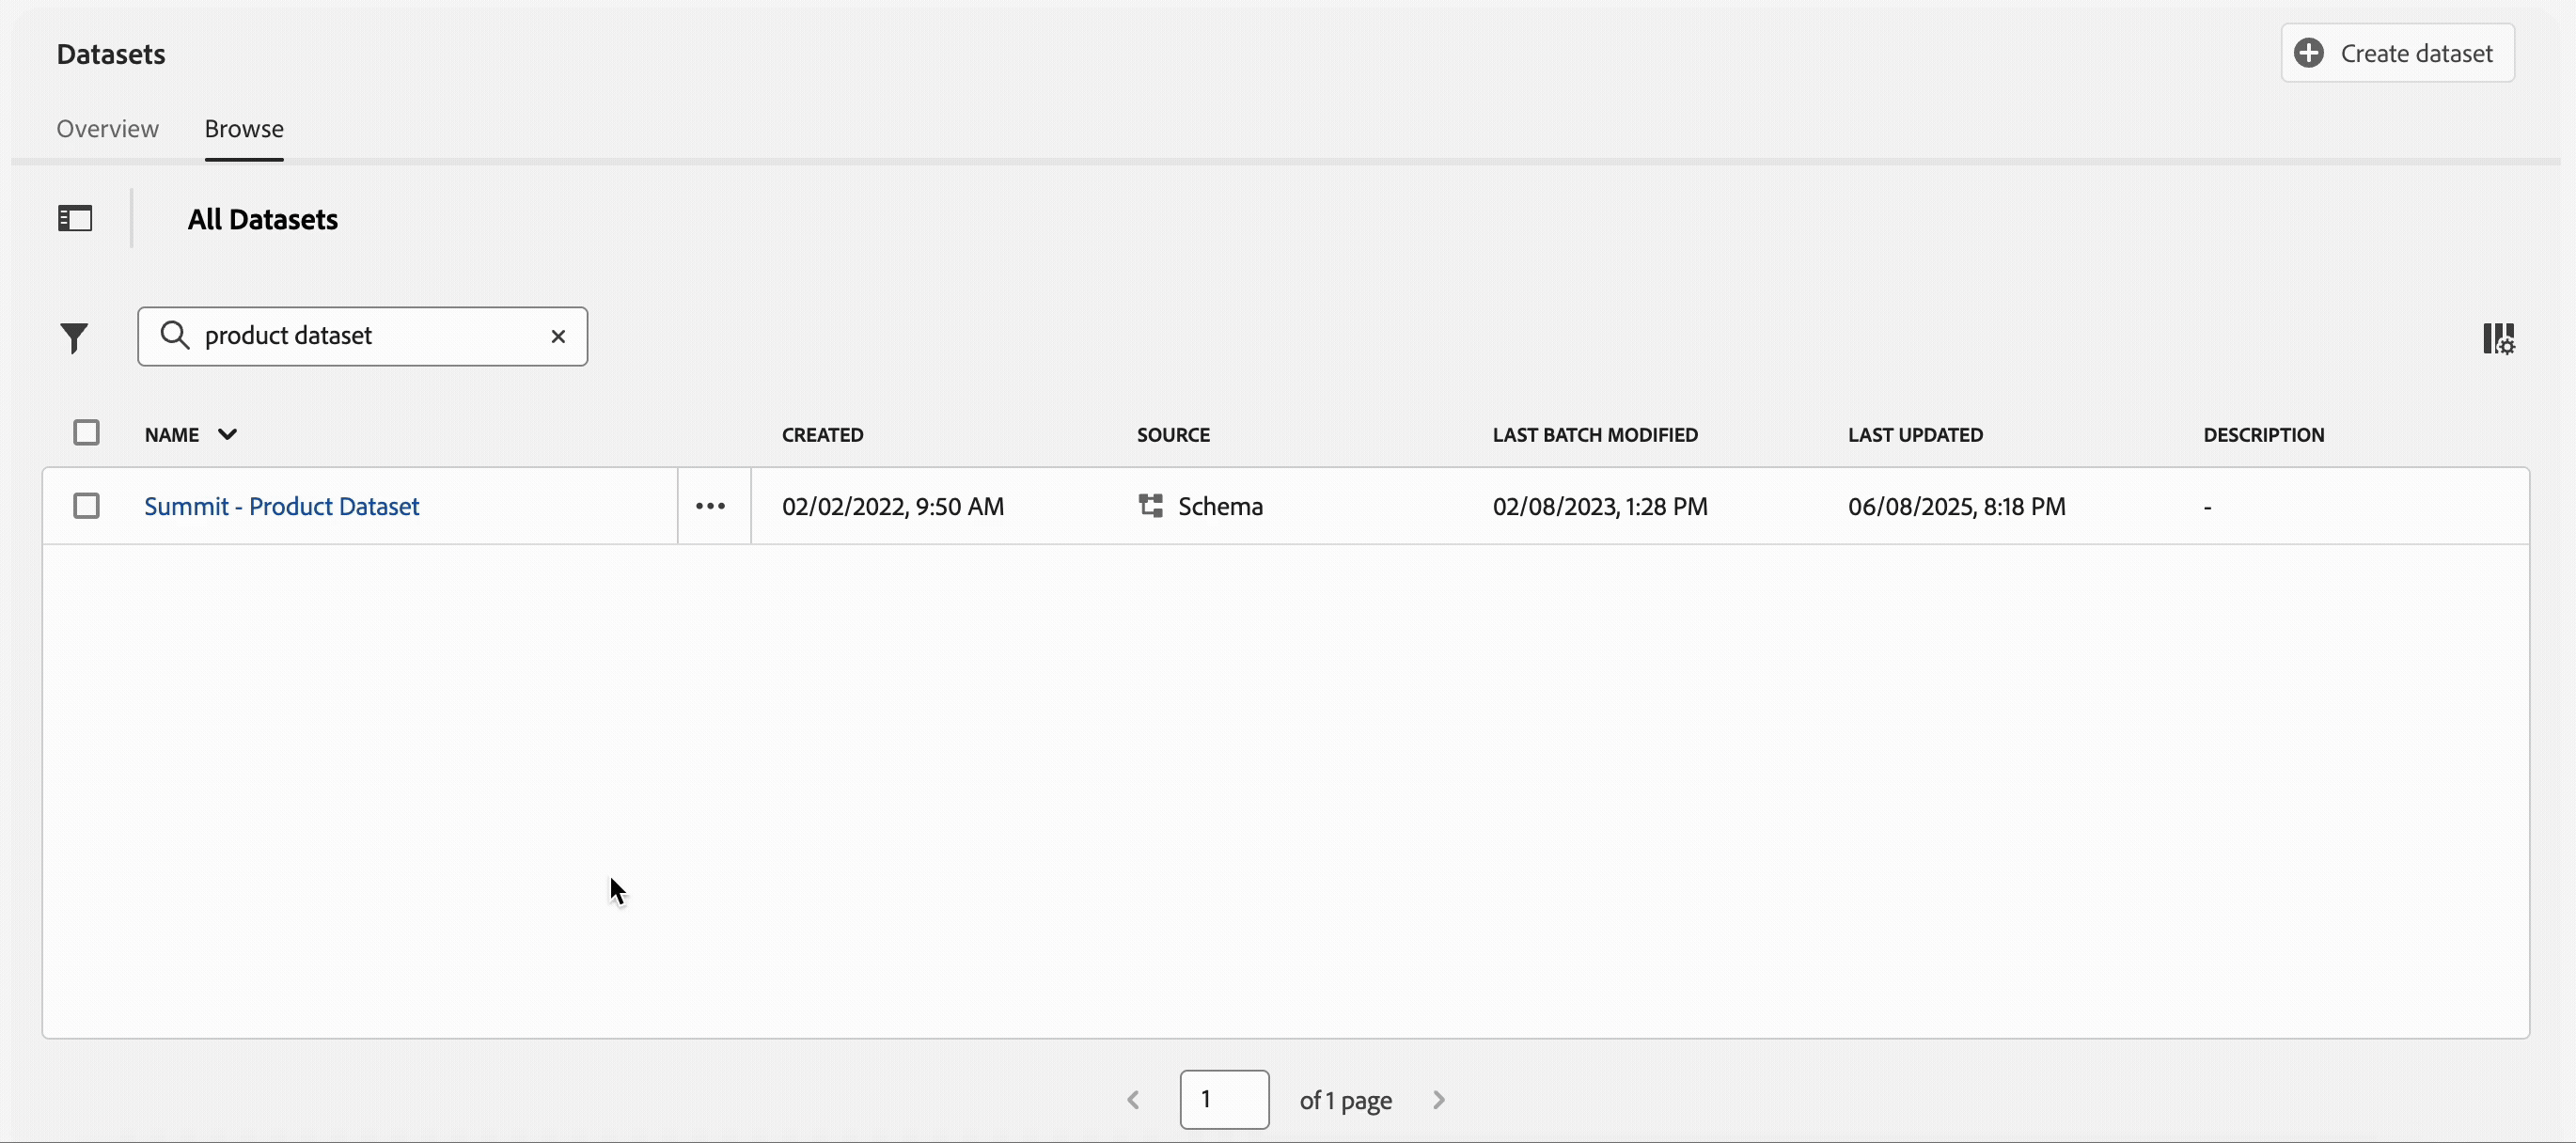 Datasets
Create dataset
Overview Browse
All Datasets
product dataset
NAME CREATED SOURCE LAST BATCH MODIFIED LAST UPDATED DESCRIPTION
Summit - Product Dataset 02/02/2022, 9:50 AM Schema 02/08/2023, 1:28 PM 06/08/2025, 8:18 PM -
1 of 1 page